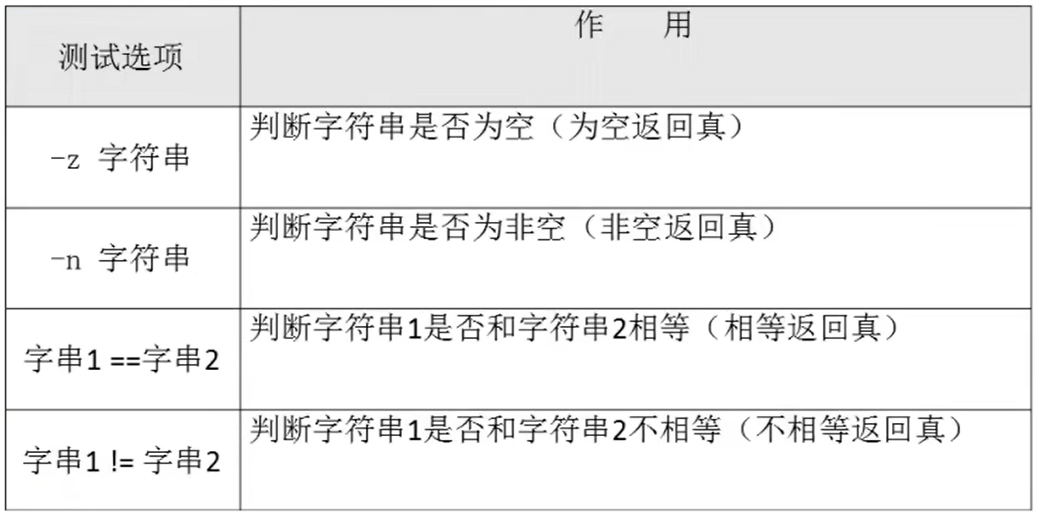 测试选项
作 用
-z 字符串
判断字符串是否为空（为空返回真）
-n 字符串
判断字符串是否为非空（非空返回真）
字串1 ==字串2
判断字符串1是否和字符串2相等（相等返回真）
字串1 != 字串2
判断字符串1是否和字符串2不相等（不相等返回真）